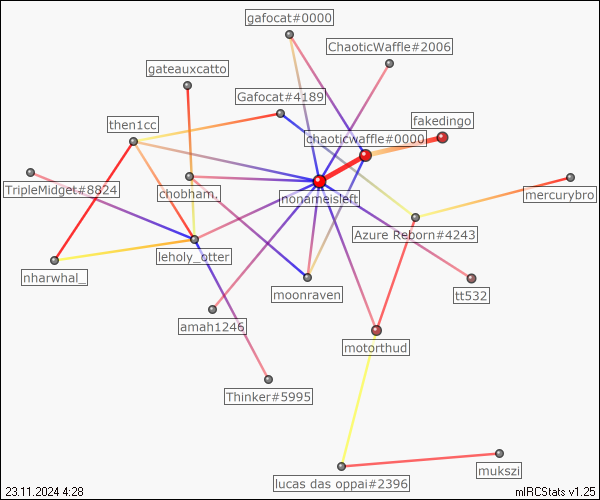 gafocat#0000
ChaoticWaffle#2006
gateauxcatto
Gafocat#4189
fakedingo
then1cc
chaoticwaffle#0000
TripleMidget#8824
chobham,
nonameisleft
mercurybro
Azure Reborn#4243
leholy_otter
nharwhal_
moonraven
tt532
amah1246
motorthud
Thinker#5995
mukszi
lucas das oppai#2396
23.11.2024 4:28
mIRCStats v1.25